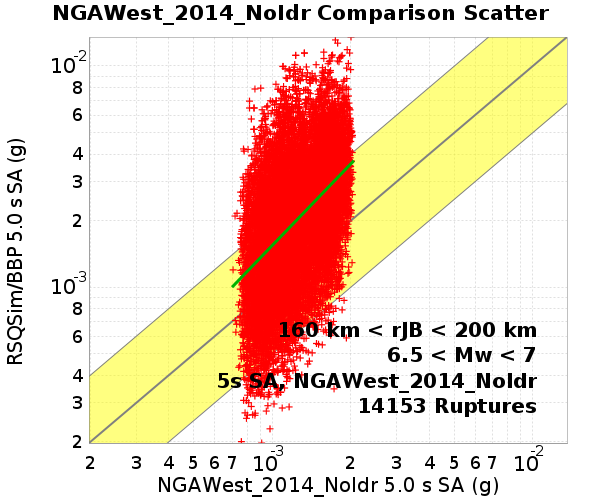 NGAWest_2014_NoIdr Comparison Scatter
RSQSim/BBP 5.0 s SA (g)
10-2
8
6
4
3
2
10-3
8
6
4
3
2
160 km < rJB < 200 km
6.5 < Mw < 7
5s SA, NGAWest_2014_NoIdr
14153 Ruptures
2 3 4 5 6 7 10-3 2 3 4 5 6 7 10-2
NGAWest_2014_NoIdr 5.0 s SA (g)